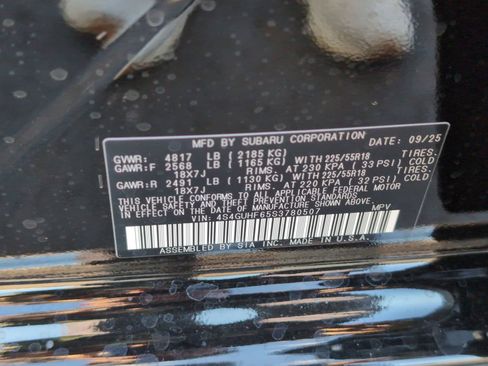 MFD BY SUBARU CORPORATION DATE: 09/25
GVWR: 4817 LB (2185 KG)
GAWR:F 2568 LB (1165 KG) WITH 225/55R18 TIRES.
18X7J RIMS. AT 230 KPA ( 33 PSI) COLD.
GAWR:R 2491 LB (1130 KG) WITH 225/55R18 TIRES.
18X7J RIMS. AT 220 KPA ( 32 PSI) COLD.
THIS VEHICLE CONFORMS TO ALL APPLICABLE FEDERAL MOTOR
VEHICLE SAFETY AND BUMPER STANDARDS IN EFFECT ON
THE DATE OF MANUFACTURE SHOWN ABOVE.
VIN: 4S4GUHF65S3780507 MPV
ASSEMBLED BY SIA INC. MADE IN U.S.A.